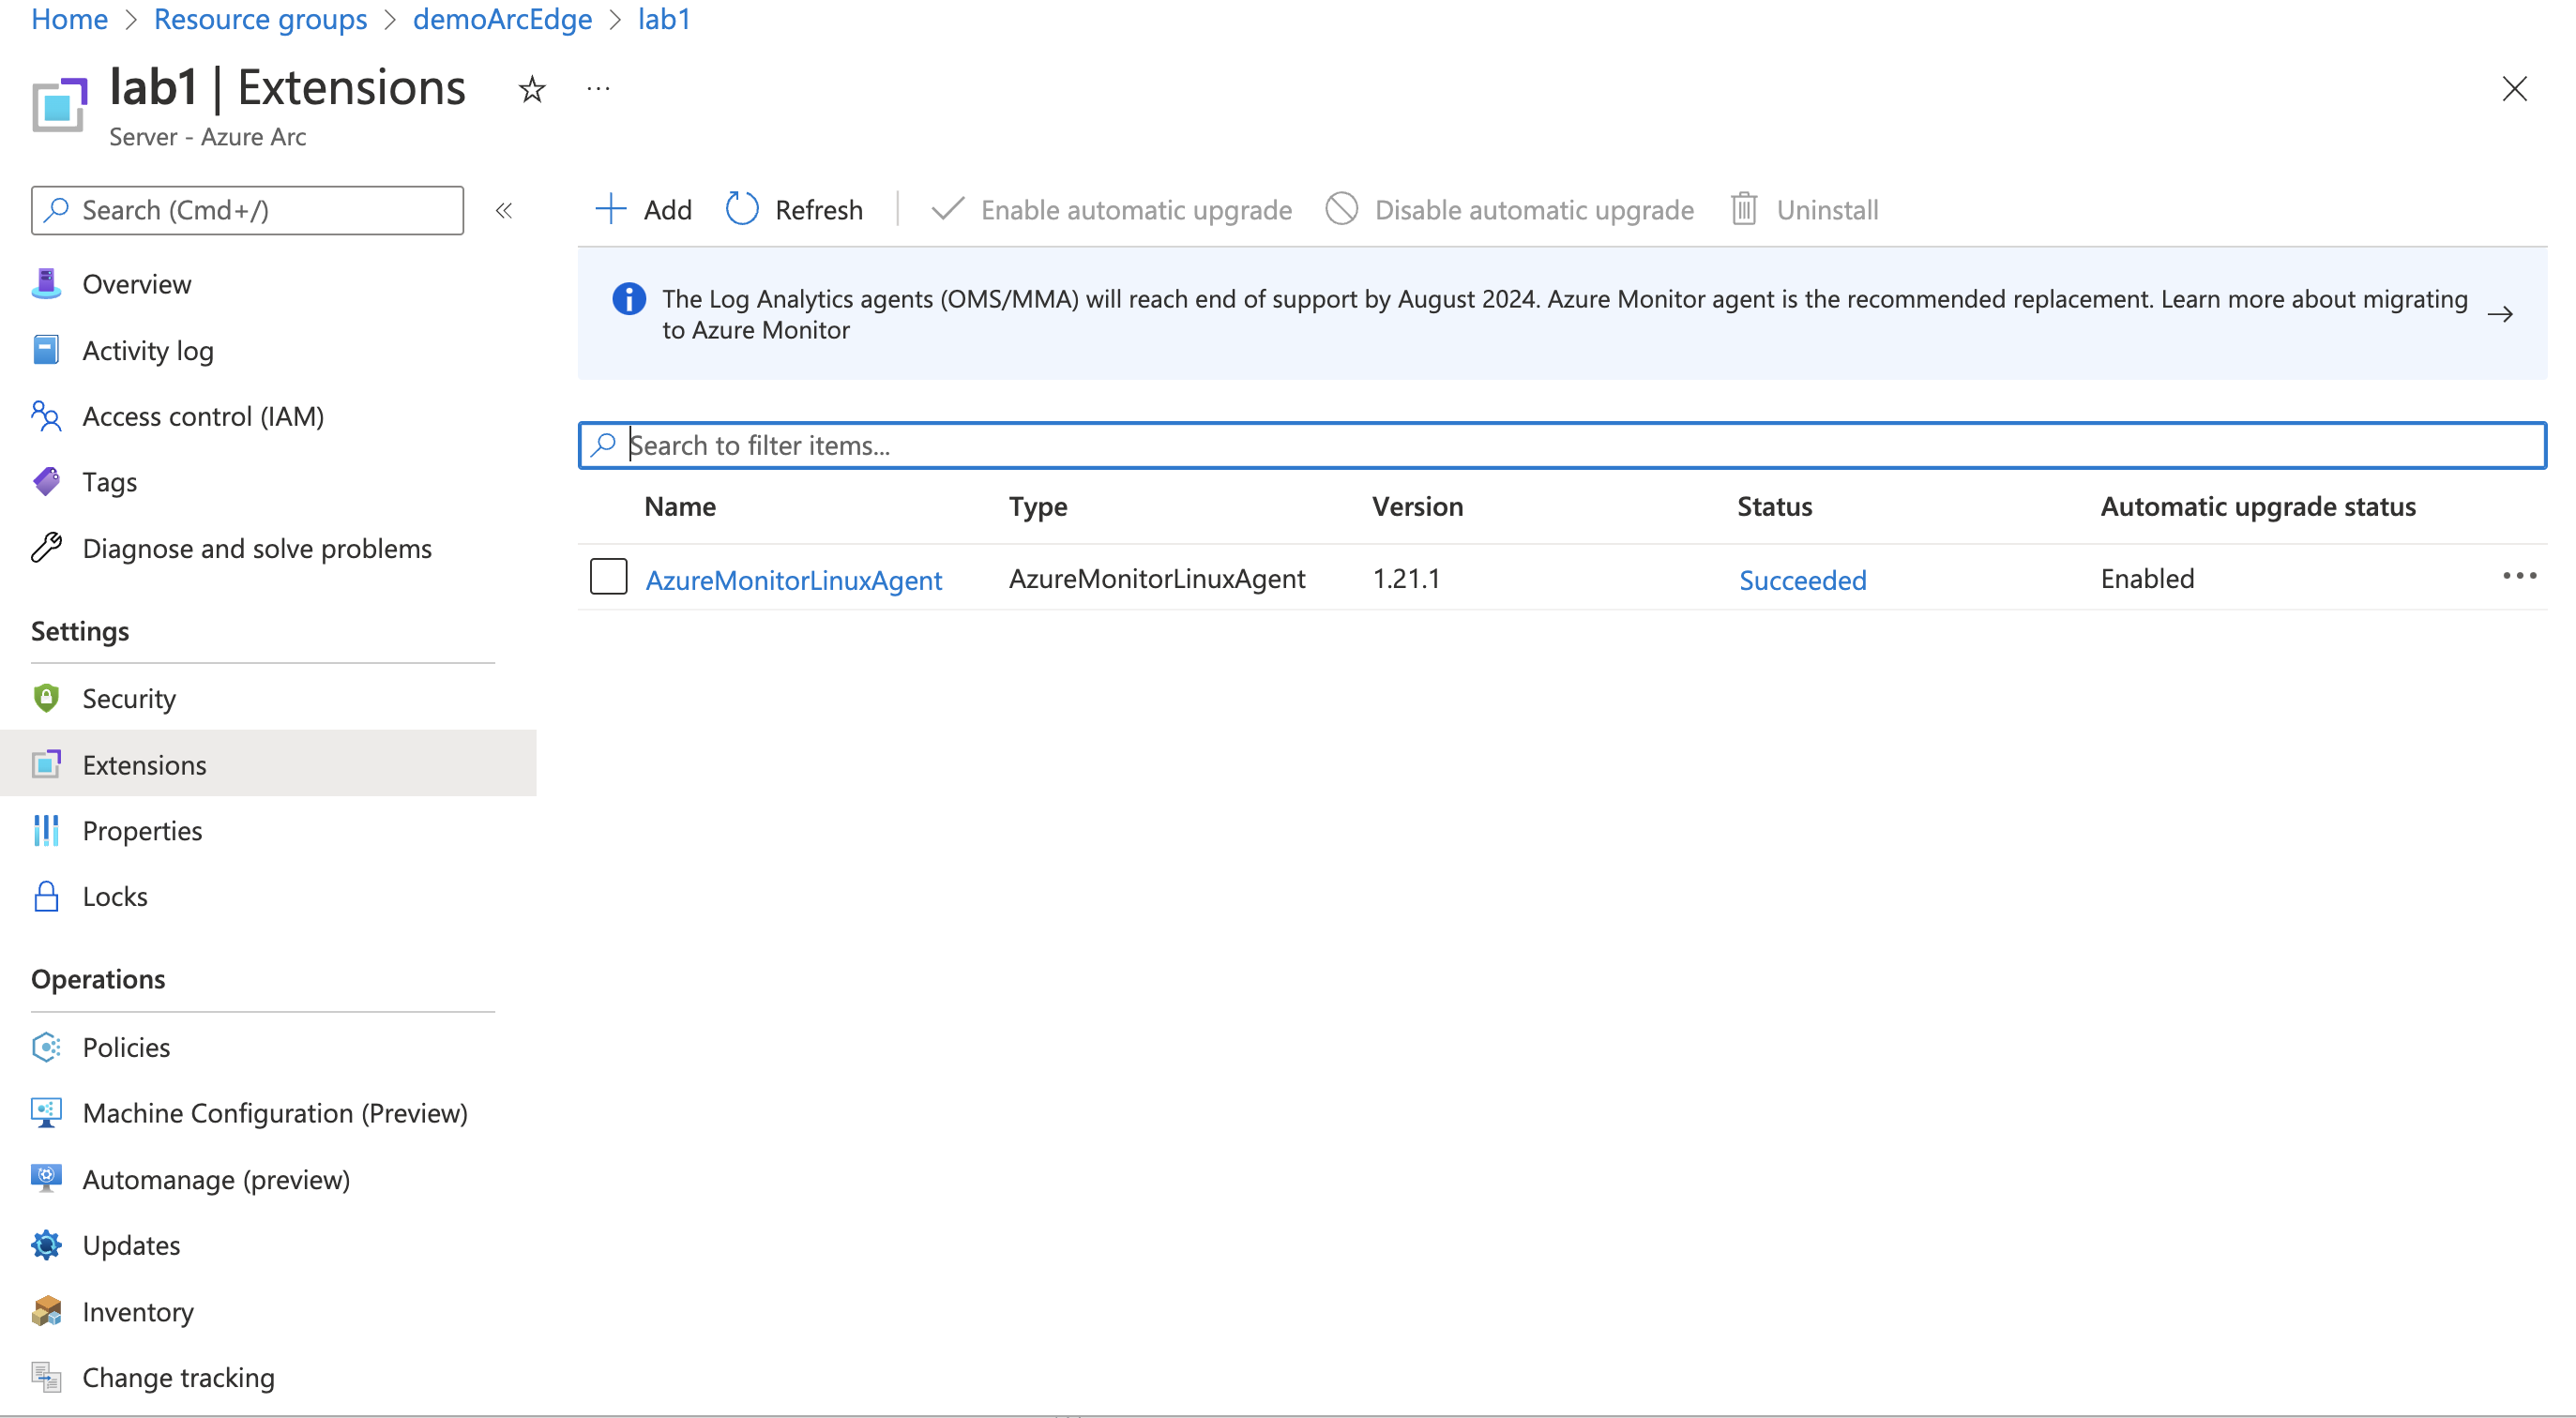 Home > Resource groups > demoArcEdge > lab1
lab1 | Extensions ...
Server - Azure Arc
Search (Cmd+/)
Overview
Activity log
Access control (IAM)
Tags
Diagnose and solve problems
Settings
Security
Extensions
Properties
Locks
Operations
Policies
Machine Configuration (Preview)
Automanage (preview)
Updates
Inventory
Change tracking
Add Refresh Enable automatic upgrade Disable automatic upgrade Uninstall
The Log Analytics agents (OMS/MMA) will reach end of support by August 2024. Azure Monitor agent is the recommended replacement. Learn more about migrating
to Azure Monitor
Search to filter items...
Name Type Version Status Automatic upgrade status
AzureMonitorLinuxAgent AzureMonitorLinuxAgent 1.21.1 Succeeded Enabled